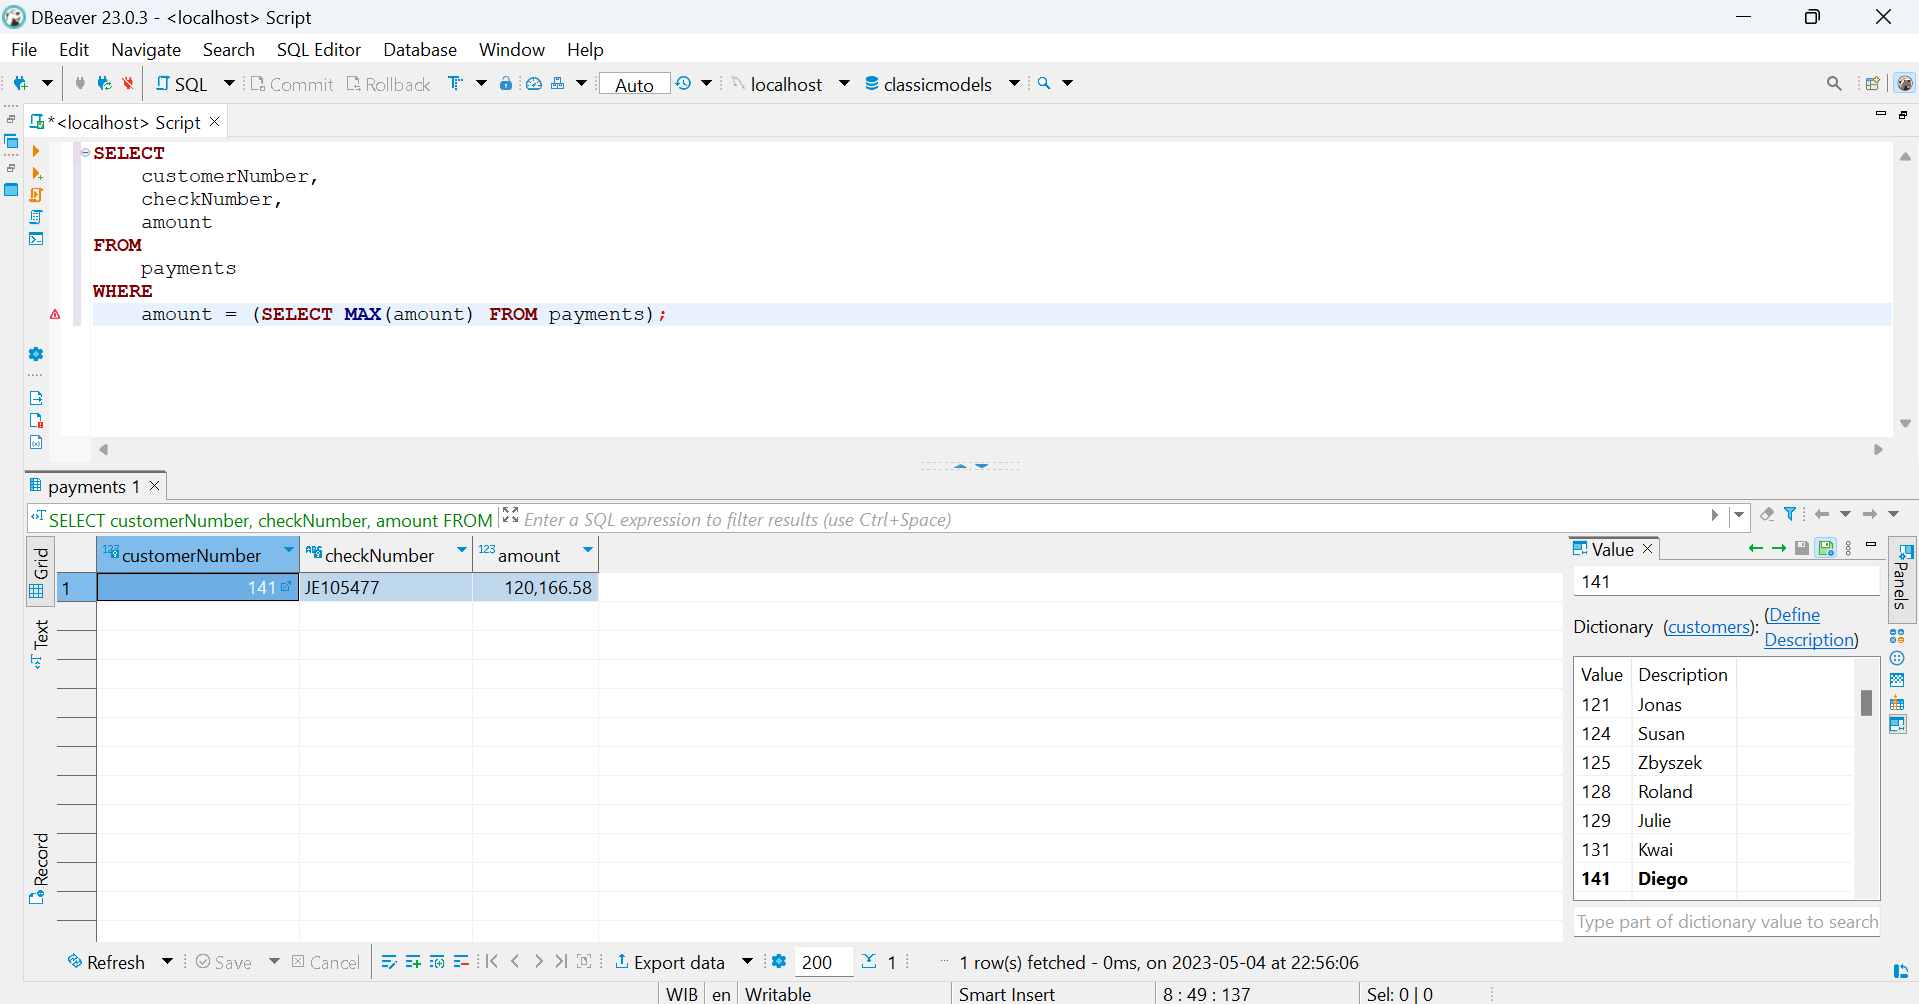 DBeaver 23.0.3 - <localhost> Script
File Edit Navigate Search SQL Editor Database Window Help
SQL Commit Rollback Auto localhost classicmodels
*<localhost> Script
SELECT
customerNumber,
checkNumber,
amount
FROM
payments
WHERE
amount = (SELECT MAX(amount) FROM payments);
payments 1
SELECT customerNumber, checkNumber, amount FROM Enter a SQL expression to filter results (use Ctrl+Space)
Grid
Text
Record
123 customerNumber ABC checkNumber 123 amount
1 141 JE105477 120,166.58
Value
141
Dictionary (customers): (Define
Description)
Value Description
121 Jonas
124 Susan
125 Zbyszek
128 Roland
129 Julie
131 Kwai
141 Diego
Type part of dictionary value to search
Panels
Refresh Save Cancel Export data 200 1 1 row(s) fetched - 0ms, on 2023-05-04 at 22:56:06
WIB en Writable Smart Insert 8 : 49 : 137 Sel: 0 | 0